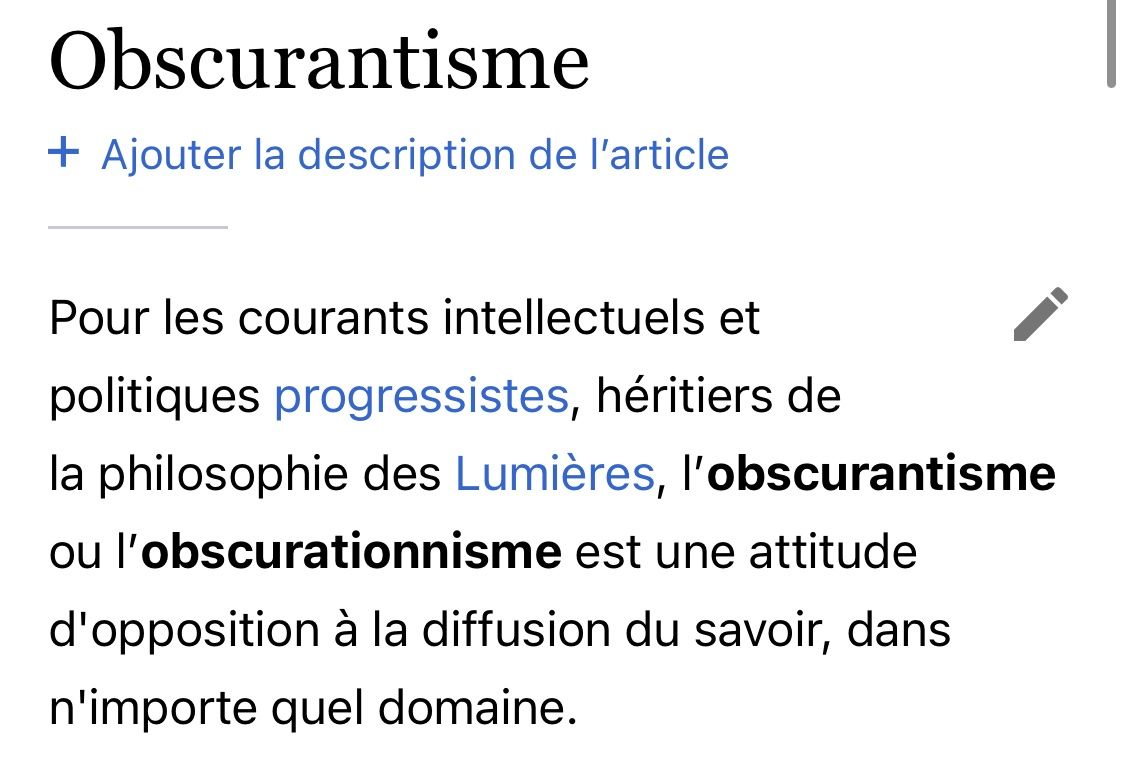 Obscurantisme
+ Ajouter la description de l’article
Pour les courants intellectuels et
politiques progressistes, héritiers de
la philosophie des Lumières, l’obscurantisme
ou l’obscurationnisme est une attitude
d'opposition à la diffusion du savoir, dans
n'importe quel domaine.